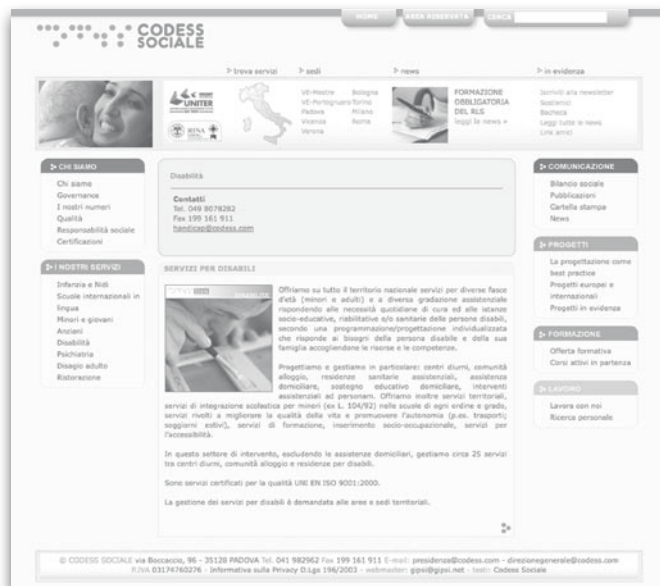 HOME
AREA RISERVATA
CERCA
CODESS
SOCIALE
trova servizi
sedi
news
in evidenza
UNITER
RINA
VE-Mestre
VE-Portogruaro
Padova
Vicenza
Verona
Bologna
Torino
Milano
Roma
FORMAZIONE
OBBLIGATORIA
DEL RLS
leggi le news »
Iscriviti alla newsletter
Sostienici
Bacheca
Leggi tutte le news
Link amici
CHI SIAMO
Chi siamo
Governance
I nostri numeri
Qualità
Responsabilità sociale
Certificazioni
I NOSTRI SERVIZI
Infanzia e Nidi
Scuole internazionali in
lingua
Minori e giovani
Anziani
Disabilità
Psichiatria
Disagio adulto
Ristorazione
Disabilità
Contatti
Tel. 049 8078282
Fax 199 161 911
handicap@codess.com
SERVIZI PER DISABILI
Offriamo su tutto il territorio nazionale servizi per diverse fasce
d'età (minori e adulti) e a diversa gradazione assistenziale
rispondendo alle necessità quotidiane di cura ed alle istanze
socio-educative, riabilitative e/o sanitarie delle persone disabili,
secondo una programmazione/progettazione individualizzata
che risponde ai bisogni della persona disabile e della sua
famiglia accogliendone le risorse e le competenze.
Progettiamo e gestiamo in particolare: centri diurni, comunità
alloggio, residenze sanitarie assistenziali, assistenza
domiciliare, sostegno educativo domiciliare, interventi
assistenziali ad personam. Offriamo inoltre servizi territoriali,
servizi di integrazione scolastica per minori (ex L. 104/92) nelle scuole di ogni ordine e grado,
servizi rivolti a migliorare la qualità della vita e promuovere l'autonomia (p.es. trasporti;
soggiorni estivi), servizi di formazione, inserimento socio-occupazionale, servizi per
l'accessibilità.
In questo settore di intervento, escludendo le assistenze domiciliari, gestiamo circa 25 servizi
tra centri diurni, comunità alloggio e residenze per disabili.
Sono servizi certificati per la qualità UNI EN ISO 9001:2000.
La gestione dei servizi per disabili è demandata alle aree e sedi territoriali.
COMUNICAZIONE
Bilancio sociale
Pubblicazioni
Cartella stampa
News
PROGETTI
La progettazione come
best practice
Progetti europei e
internazionali
Progetti in evidenza
FORMAZIONE
Offerta formativa
Corsi attivi in partenza
LAVORO
Lavora con noi
Ricerca personale
© CODESS SOCIALE via Boccaccio, 96 - 35128 PADOVA Tel. 041 982962 Fax 199 161 911 E-mail: presidenza@codess.com - direzionegenerale@codess.com
P.IVA 03174760276 - Informativa sulla Privacy D.Lgs 196/2003 - webmaster: gipsi@gipsi.net - testi: Codess Sociale